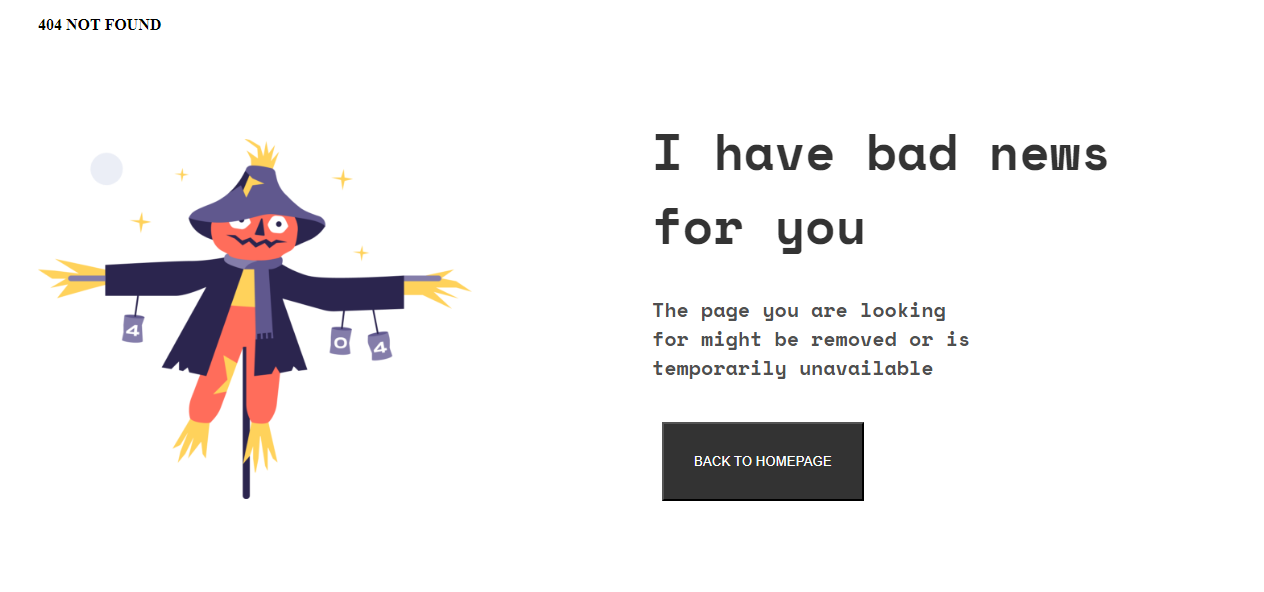 404 NOT FOUND
I have bad news
for you
The page you are looking
for might be removed or is
temporarily unavailable
BACK TO HOMEPAGE
4
0
4